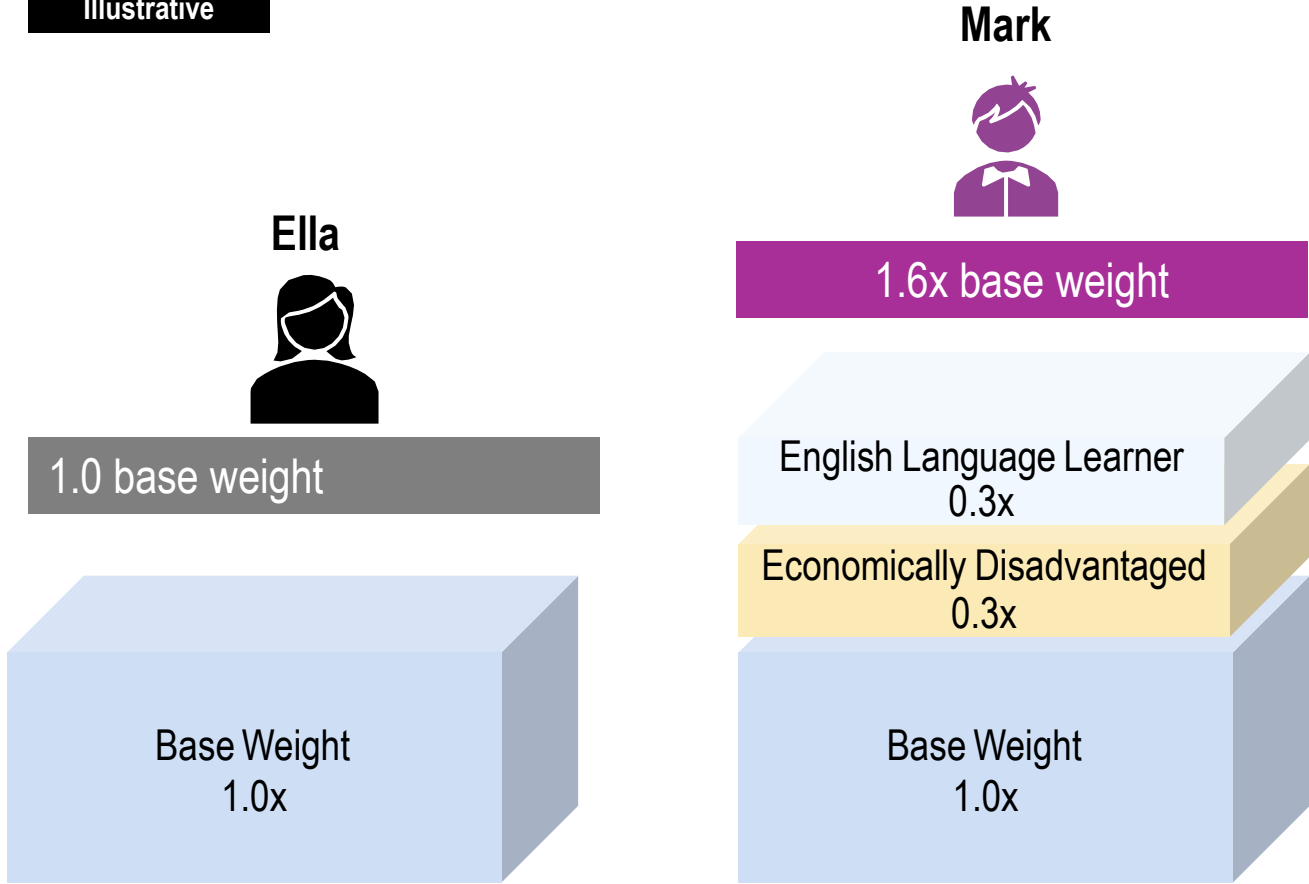 Illustrative
Ella
1.0 base weight
Base Weight
1.0x
Mark
1.6x base weight
English Language Learner
0.3x
Economically Disadvantaged
0.3x
Base Weight
1.0x